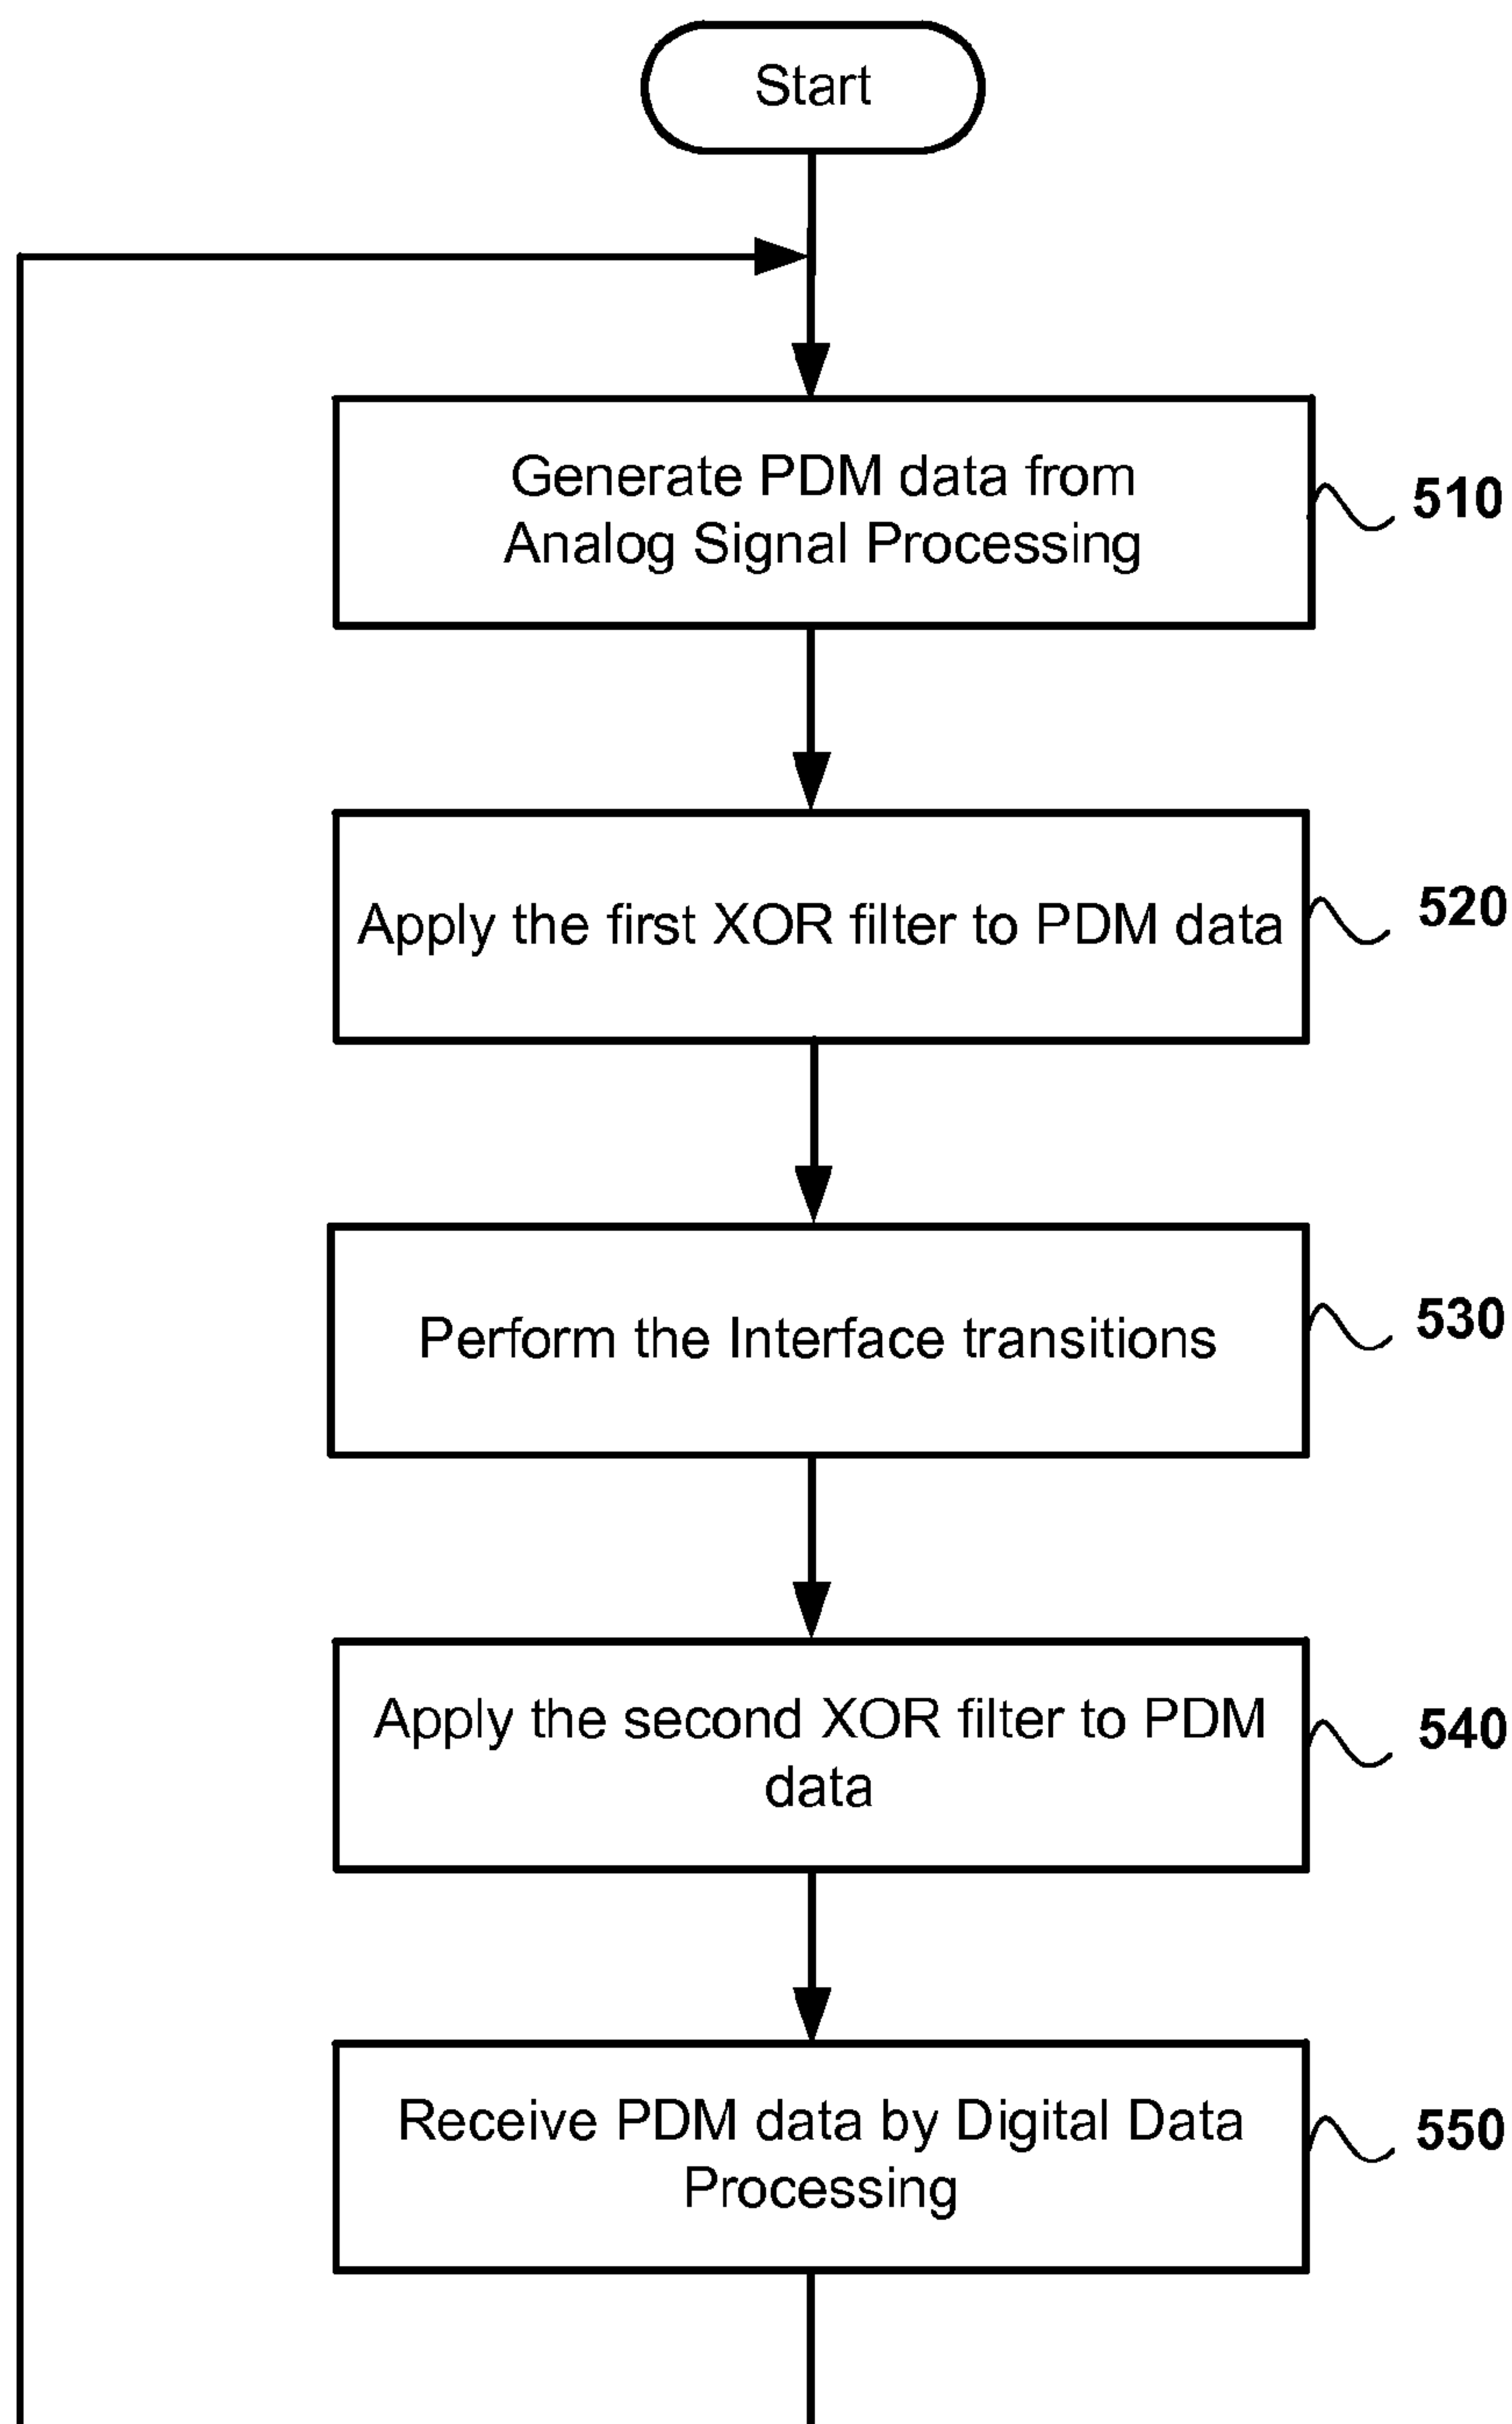 Start
Generate PDM data from
Analog Signal Processing
510
Apply the first XOR filter to PDM data
520
Perform the Interface transitions
530
Apply the second XOR filter to PDM
data
540
Receive PDM data by Digital Data
Processing
550